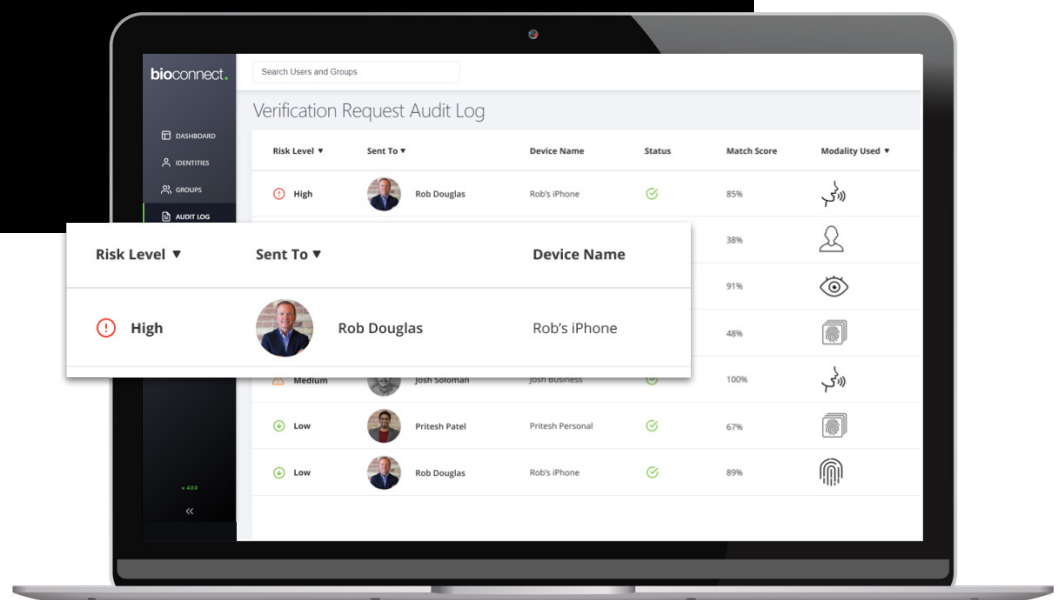 bioconnect.
Search Users and Groups
Verification Request Audit Log
DASHBOARD
IDENTITIES
GROUPS
AUDIT LOG
Risk Level ▼ Sent To ▼ Device Name Status Match Score Modality Used ▼
High Rob Douglas Rob's iPhone 85%
38%
91%
48%
Risk Level ▼ Sent To ▼ Device Name
High Rob Douglas Rob's iPhone
Medium Josh Soloman Josh Business 100%
Low Pritesh Patel Pritesh Personal 67%
Low Rob Douglas Rob's iPhone 89%
v. 4.0.0